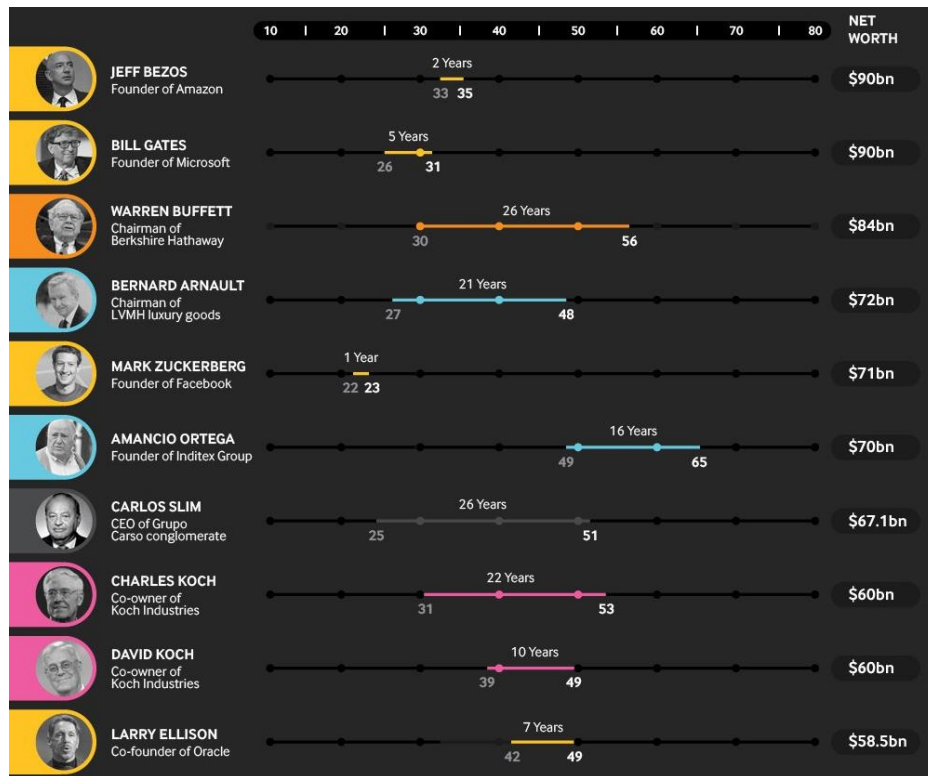 10 | 20 | 30 | 40 | 50 | 60 | 70 | 80
NET
WORTH
JEFF BEZOS
Founder of Amazon
2 Years
33 35
$90bn
BILL GATES
Founder of Microsoft
5 Years
26 31
$90bn
WARREN BUFFETT
Chairman of
Berkshire Hathaway
26 Years
30 56
$84bn
BERNARD ARNAULT
Chairman of
LVMH luxury goods
21 Years
27 48
$72bn
MARK ZUCKERBERG
Founder of Facebook
1 Year
22 23
$71bn
AMANCIO ORTEGA
Founder of Inditex Group
16 Years
49 65
$70bn
CARLOS SLIM
CEO of Grupo
Carso conglomerate
26 Years
25 51
$67.1bn
CHARLES KOCH
Co-owner of
Koch Industries
22 Years
31 53
$60bn
DAVID KOCH
Co-owner of
Koch Industries
10 Years
39 49
$60bn
LARRY ELLISON
Co-founder of Oracle
7 Years
42 49
$58.5bn